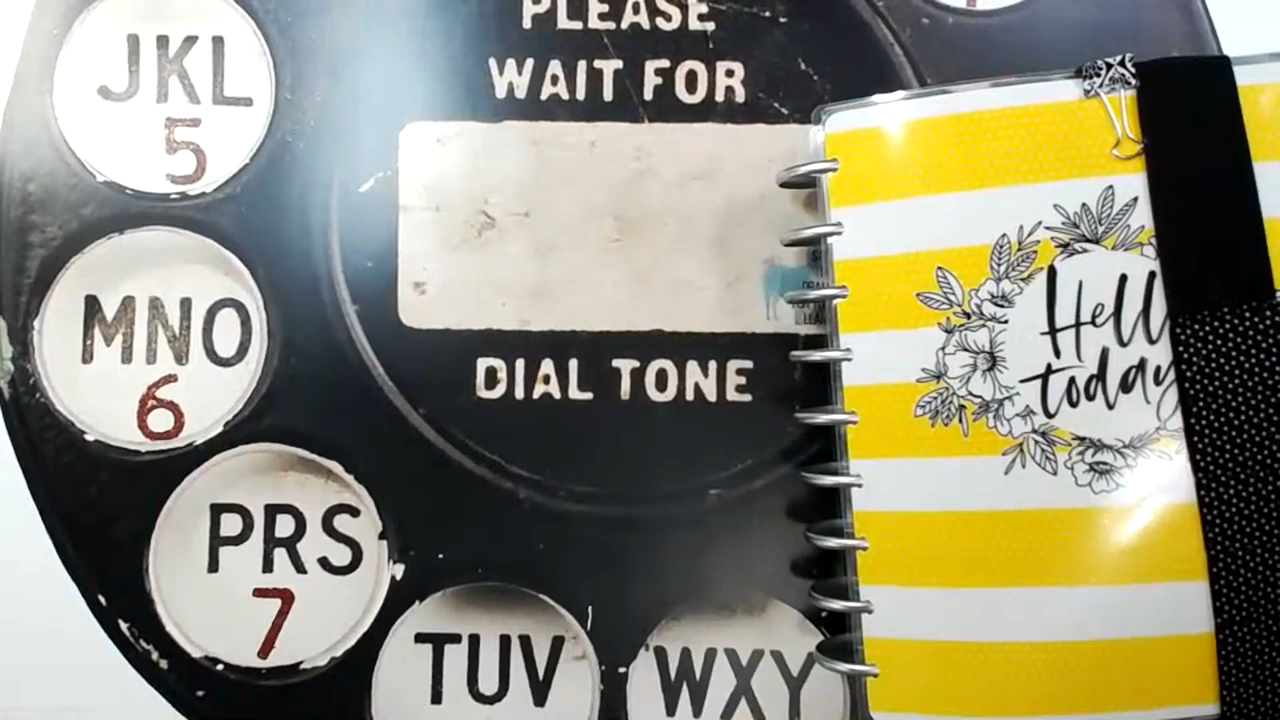 JKL
5
MNO
6
PRS
7
TUV
WXY
PLEASE
WAIT FOR
DIAL TONE
Hell
today